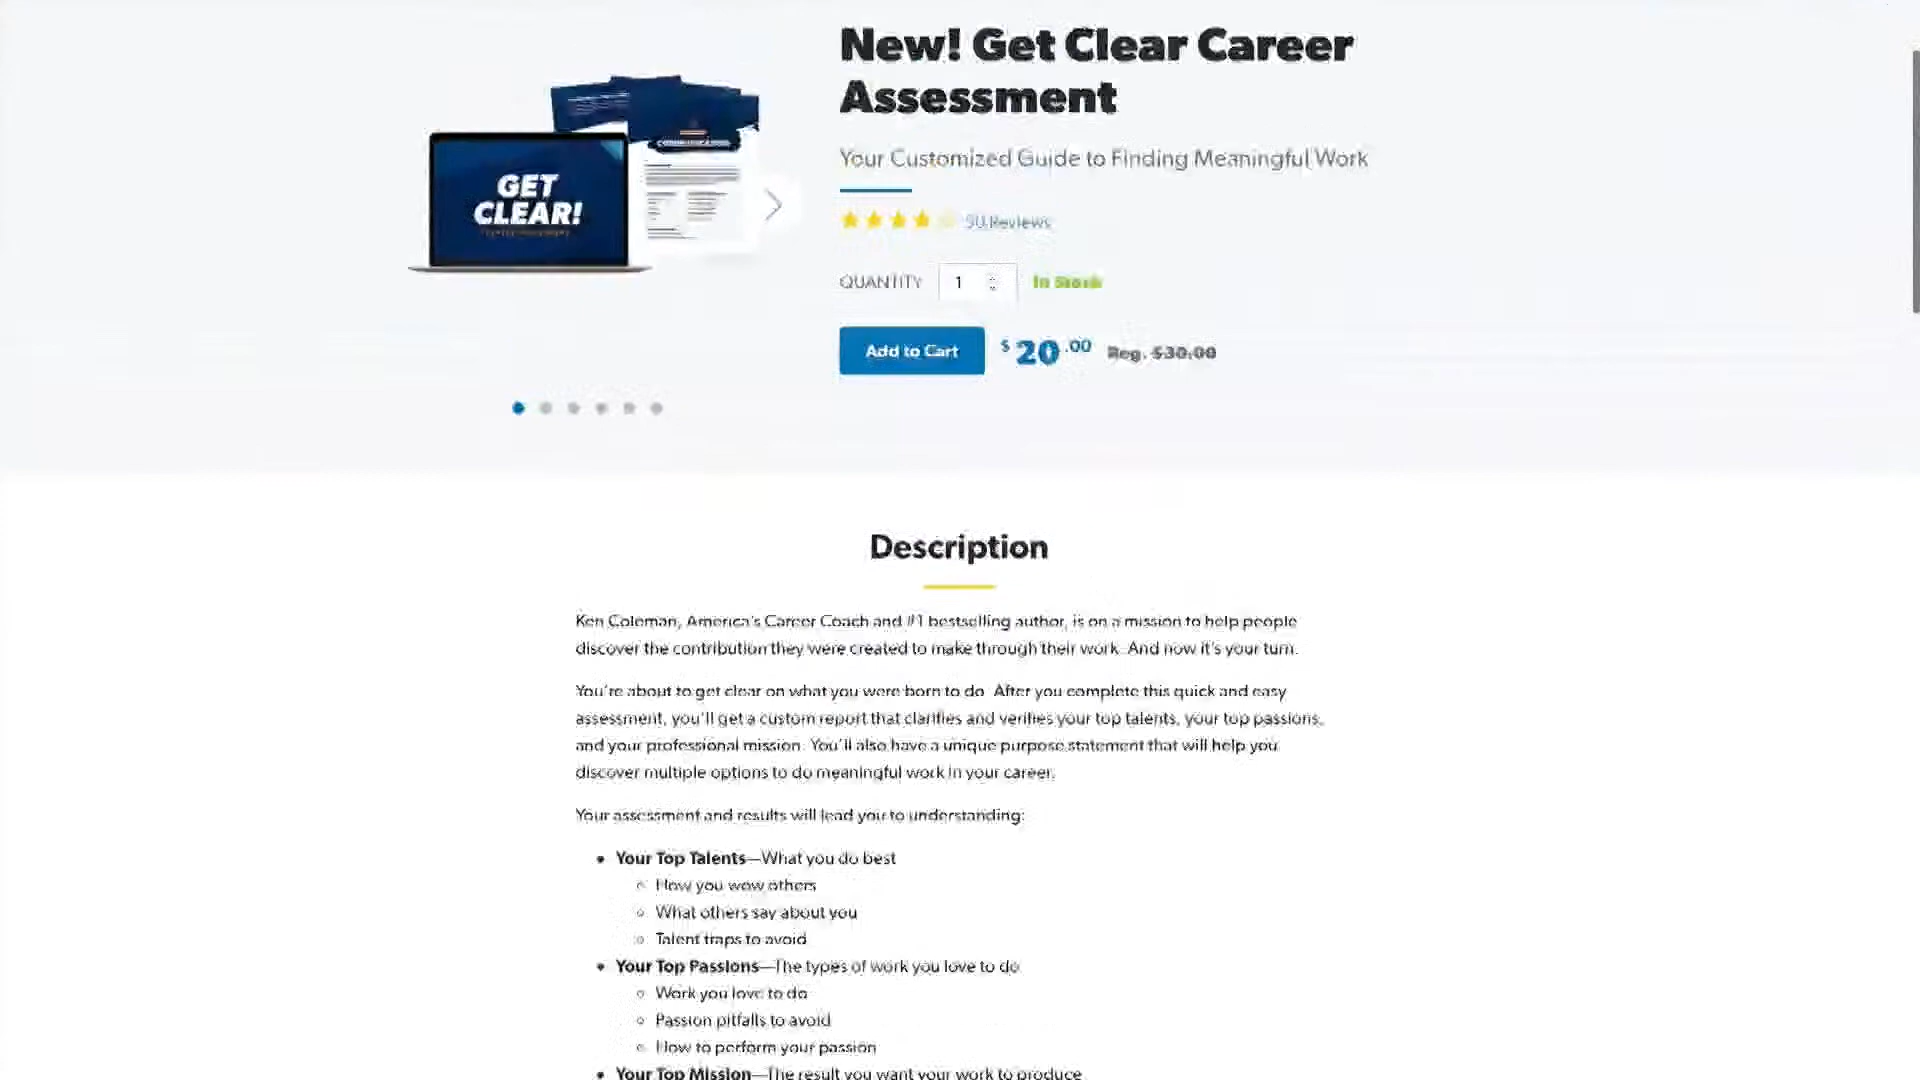 New! Get Clear Career
Assessment
Your Customized Guide to Finding Meaningful Work
50 Reviews
GET
CLEAR!
QUANTITY 1 In Stock
Add to Cart $ 20 .00 Reg. $30.00
Description
Ken Coleman, America's Career Coach and #1 bestselling author, is on a mission to help people
discover the contribution they were created to make through their work. And now it's your turn.
You're about to get clear on what you were born to do. After you complete this quick and easy
assessment, you'll get a custom report that clarifies and verifies your top talents, your top passions,
and your professional mission. You'll also have a unique purpose statement that will help you
discover multiple options to do meaningful work in your career.
Your assessment and results will lead you to understanding:
Your Top Talents—What you do best
How you wow others
What others say about you
Talent traps to avoid
Your Top Passions—The types of work you love to do
Work you love to do
Passion pitfalls to avoid
How to perform your passion
Your Top Mission—The result you want your work to produce